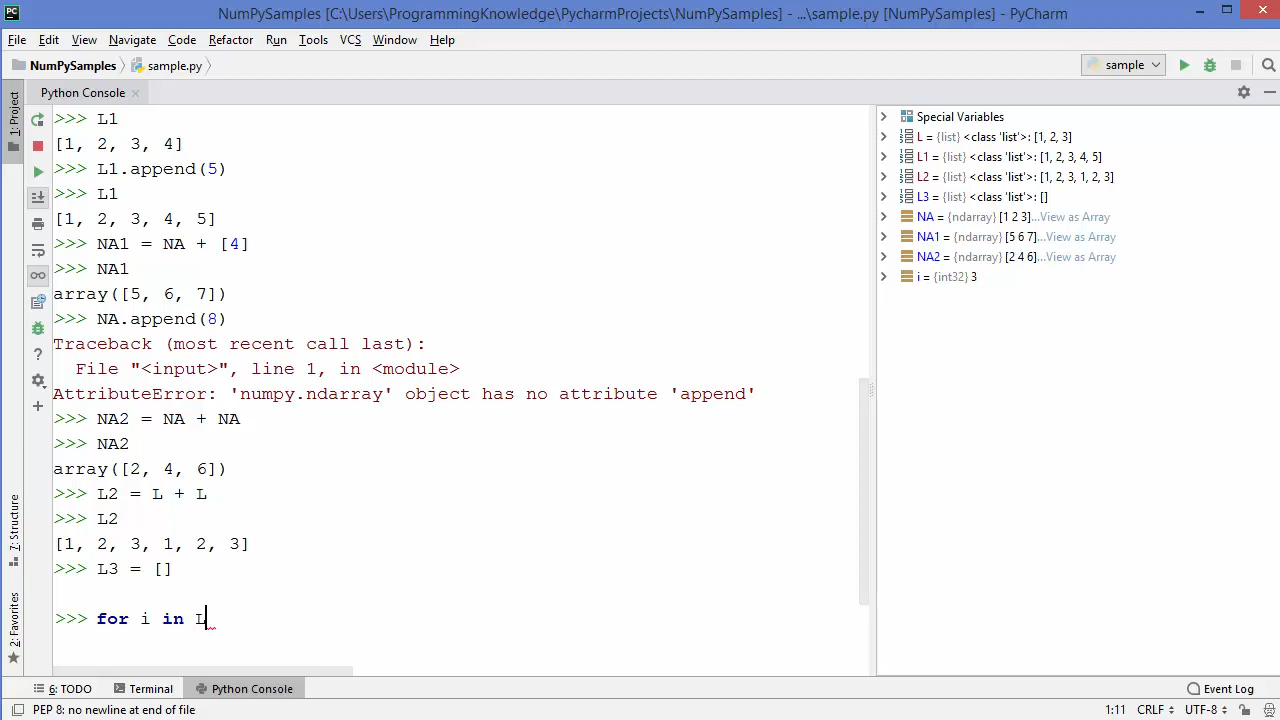 PC NumPySamples [C:\Users\ProgrammingKnowledge\PycharmProjects\NumPySamples] - ...\sample.py [NumPySamples] - PyCharm
File Edit View Navigate Code Refactor Run Tools VCS Window Help
NumPySamples sample.py sample
1: Project
Python Console
>>> L1
[1, 2, 3, 4]
>>> L1.append(5)
>>> L1
[1, 2, 3, 4, 5]
>>> NA1 = NA + [4]
>>> NA1
array([5, 6, 7])
>>> NA.append(8)
Traceback (most recent call last):
File "<input>", line 1, in <module>
AttributeError: 'numpy.ndarray' object has no attribute 'append'
>>> NA2 = NA + NA
>>> NA2
array([2, 4, 6])
>>> L2 = L + L
>>> L2
[1, 2, 3, 1, 2, 3]
>>> L3 = []
>>> for i in L
Special Variables
L = {list} <class 'list'>: [1, 2, 3]
L1 = {list} <class 'list'>: [1, 2, 3, 4, 5]
L2 = {list} <class 'list'>: [1, 2, 3, 1, 2, 3]
L3 = {list} <class 'list'>: []
NA = {ndarray} [1 2 3]...View as Array
NA1 = {ndarray} [5 6 7]...View as Array
NA2 = {ndarray} [2 4 6]...View as Array
i = {int32} 3
7: Structure
2: Favorites
6: TODO Terminal Python Console Event Log
PEP 8: no newline at end of file 1:11 CRLF UTF-8